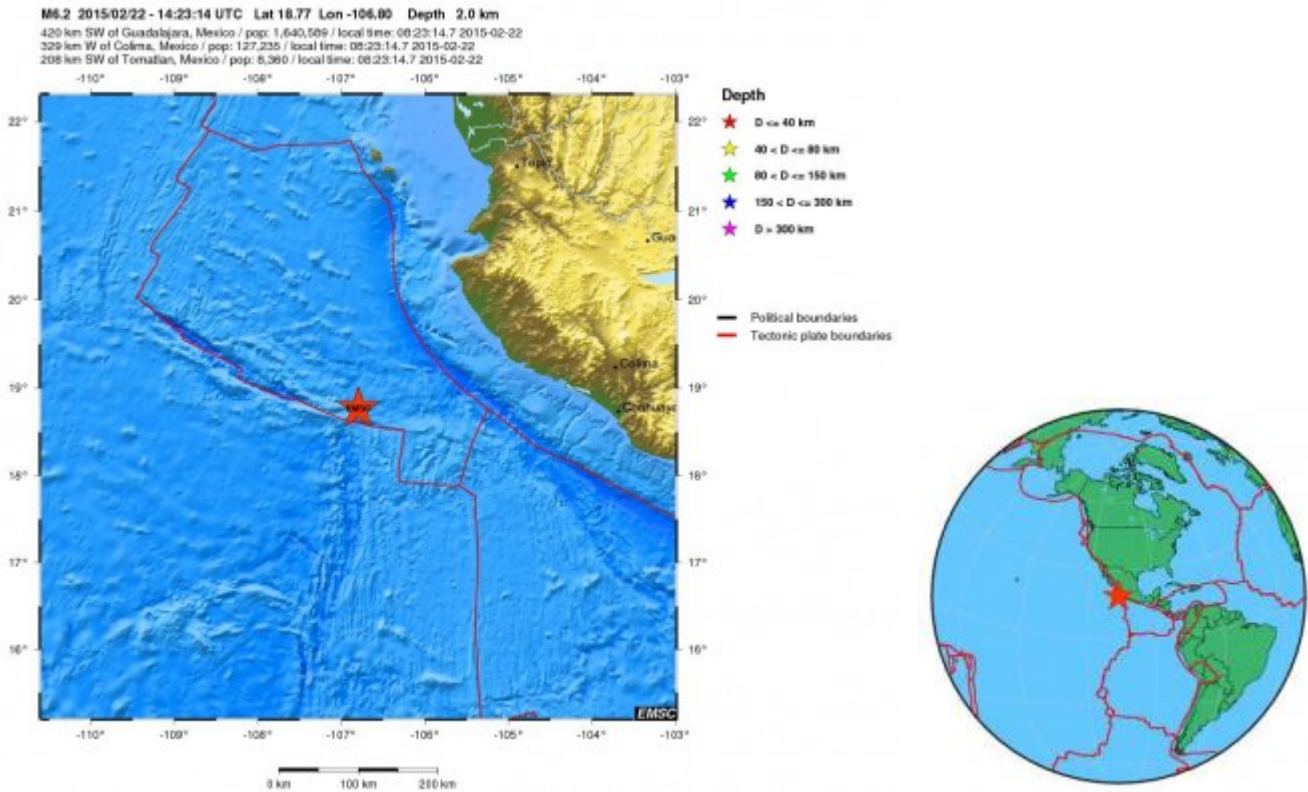 M6.2 2015/02/22 - 14:23:14 UTC Lat 18.77 Lon -106.80 Depth 2.0 km
420 km SW of Guadalajara, Mexico / pop: 1,640,589 / local time: 08:23:14.7 2015-02-22
329 km W of Colima, Mexico / pop: 127,235 / local time: 08:23:14.7 2015-02-22
208 km SW of Tomatlan, Mexico / pop: 8,360 / local time: 08:23:14.7 2015-02-22
-110° -109° -108° -107° -106° -105° -104° -103°
Depth
D <= 40 km
40 < D <= 80 km
80 < D <= 150 km
150 < D <= 300 km
D > 300 km
22° 22°
Tepic
21° 21°
Gua
20° 20°
Political boundaries
Tectonic plate boundaries
Colima
19° 19°
EMSC
18° 18°
17° 17°
16° 16°
EMSC
-110° -109° -108° -107° -106° -105° -104° -103°
0 km 100 km 200 km